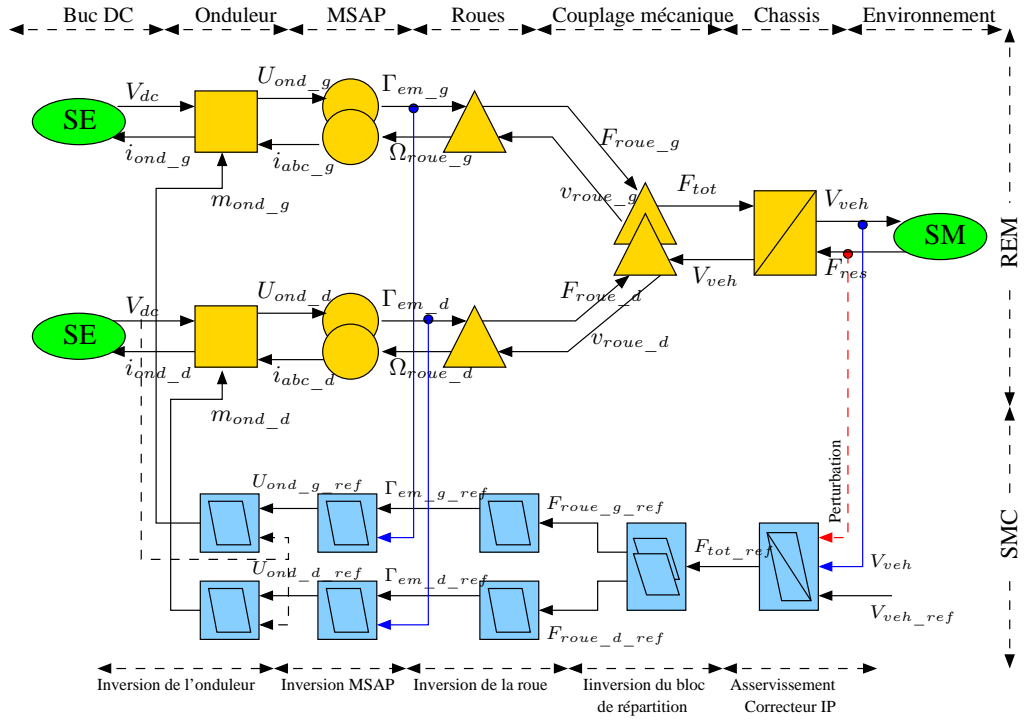 Buc DC Onduleur MSAP Roues Couplage mécanique Chassis Environnement
V_dc U_ond_g Γ_em_g
SE
i_ond_g i_abc_g Ω_roue_g F_roue_g
m_ond_g v_roue_g F_tot V_veh
SM
V_veh F_res
REM
V_dc U_ond_d Γ_em_d F_roue_d
SE
i_ond_d i_abc_d Ω_roue_d v_roue_d
m_ond_d
Perturbation
U_ond_g_ref Γ_em_g_ref F_roue_g_ref
F_tot_ref V_veh
SMC
U_ond_d_ref Γ_em_d_ref F_roue_d_ref
V_veh_ref
Inversion de l'onduleur Inversion MSAP Inversion de la roue Iinversion du bloc Asservissement
de répartition Correcteur IP